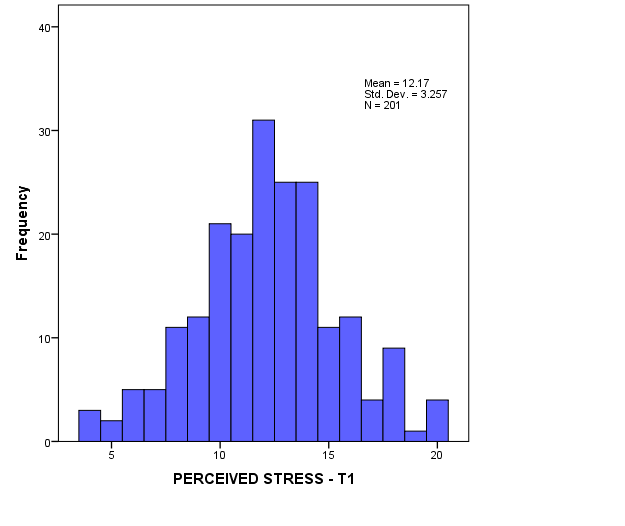 40
Mean = 12.17
Std. Dev. = 3.257
N = 201
30
Frequency
20
10
0
5 10 15 20
PERCEIVED STRESS - T1